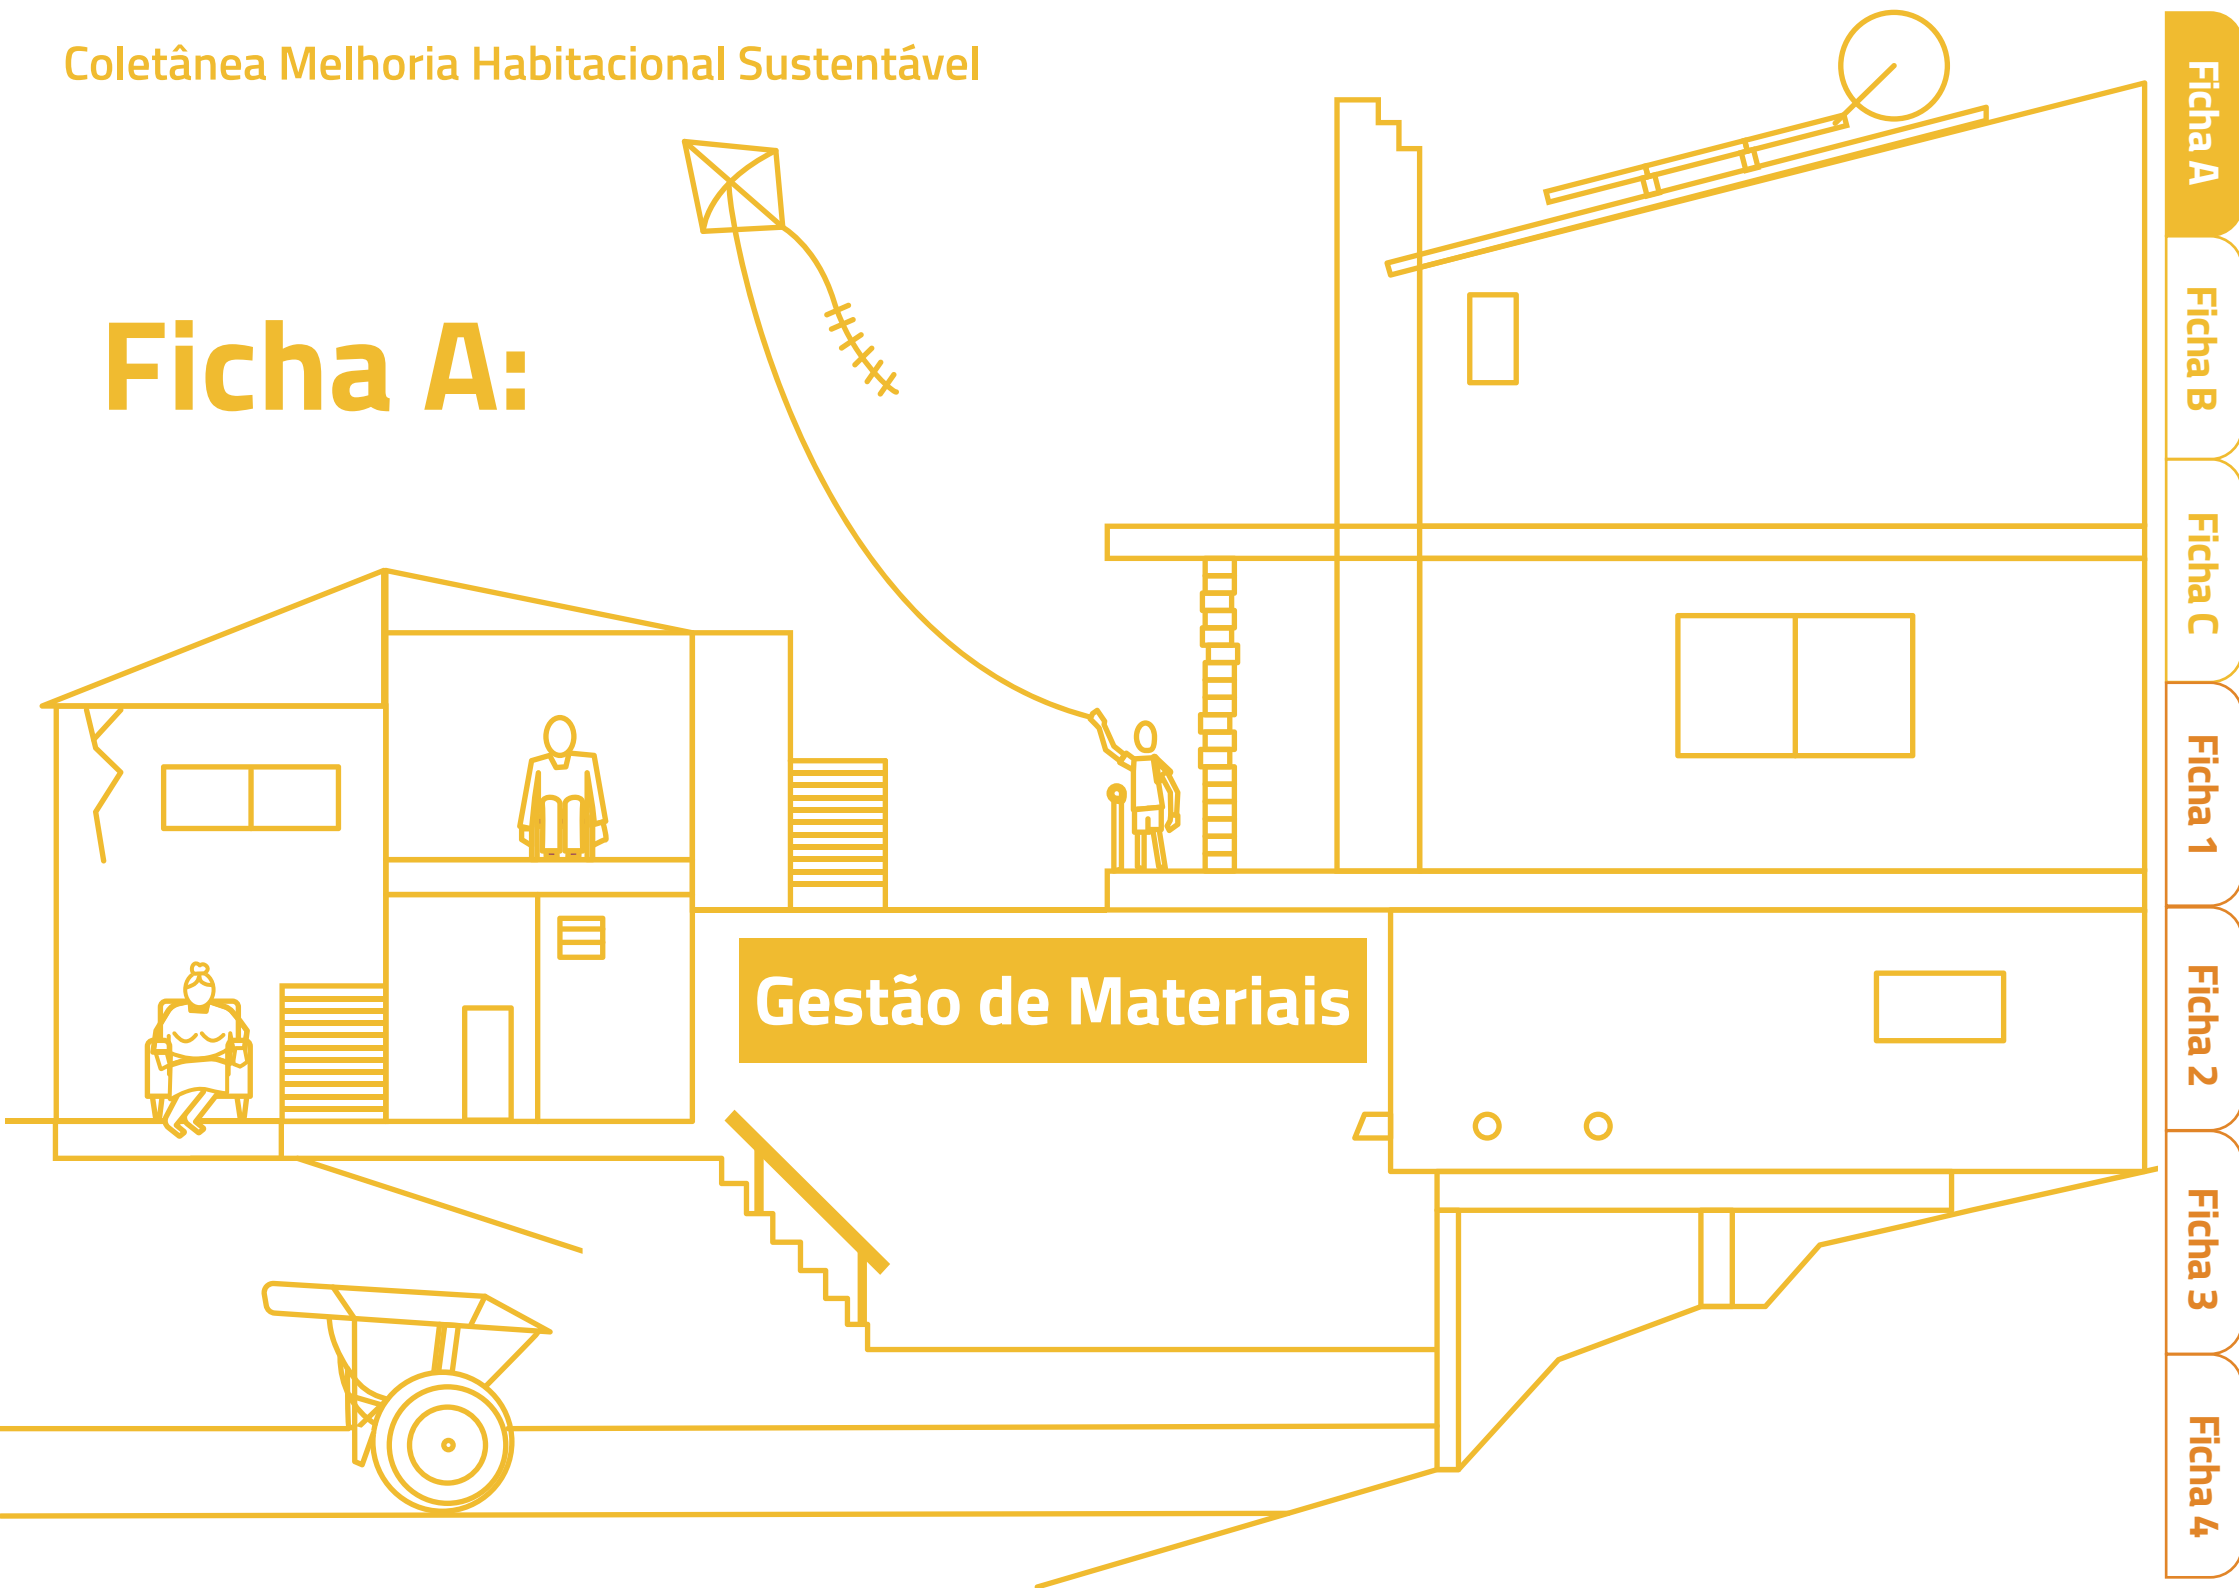 Coletânea Melhoria Habitacional Sustentável
Ficha A:
Gestão de Materiais
Ficha A
Ficha B
Ficha C
Ficha 1
Ficha 2
Ficha 3
Ficha 4